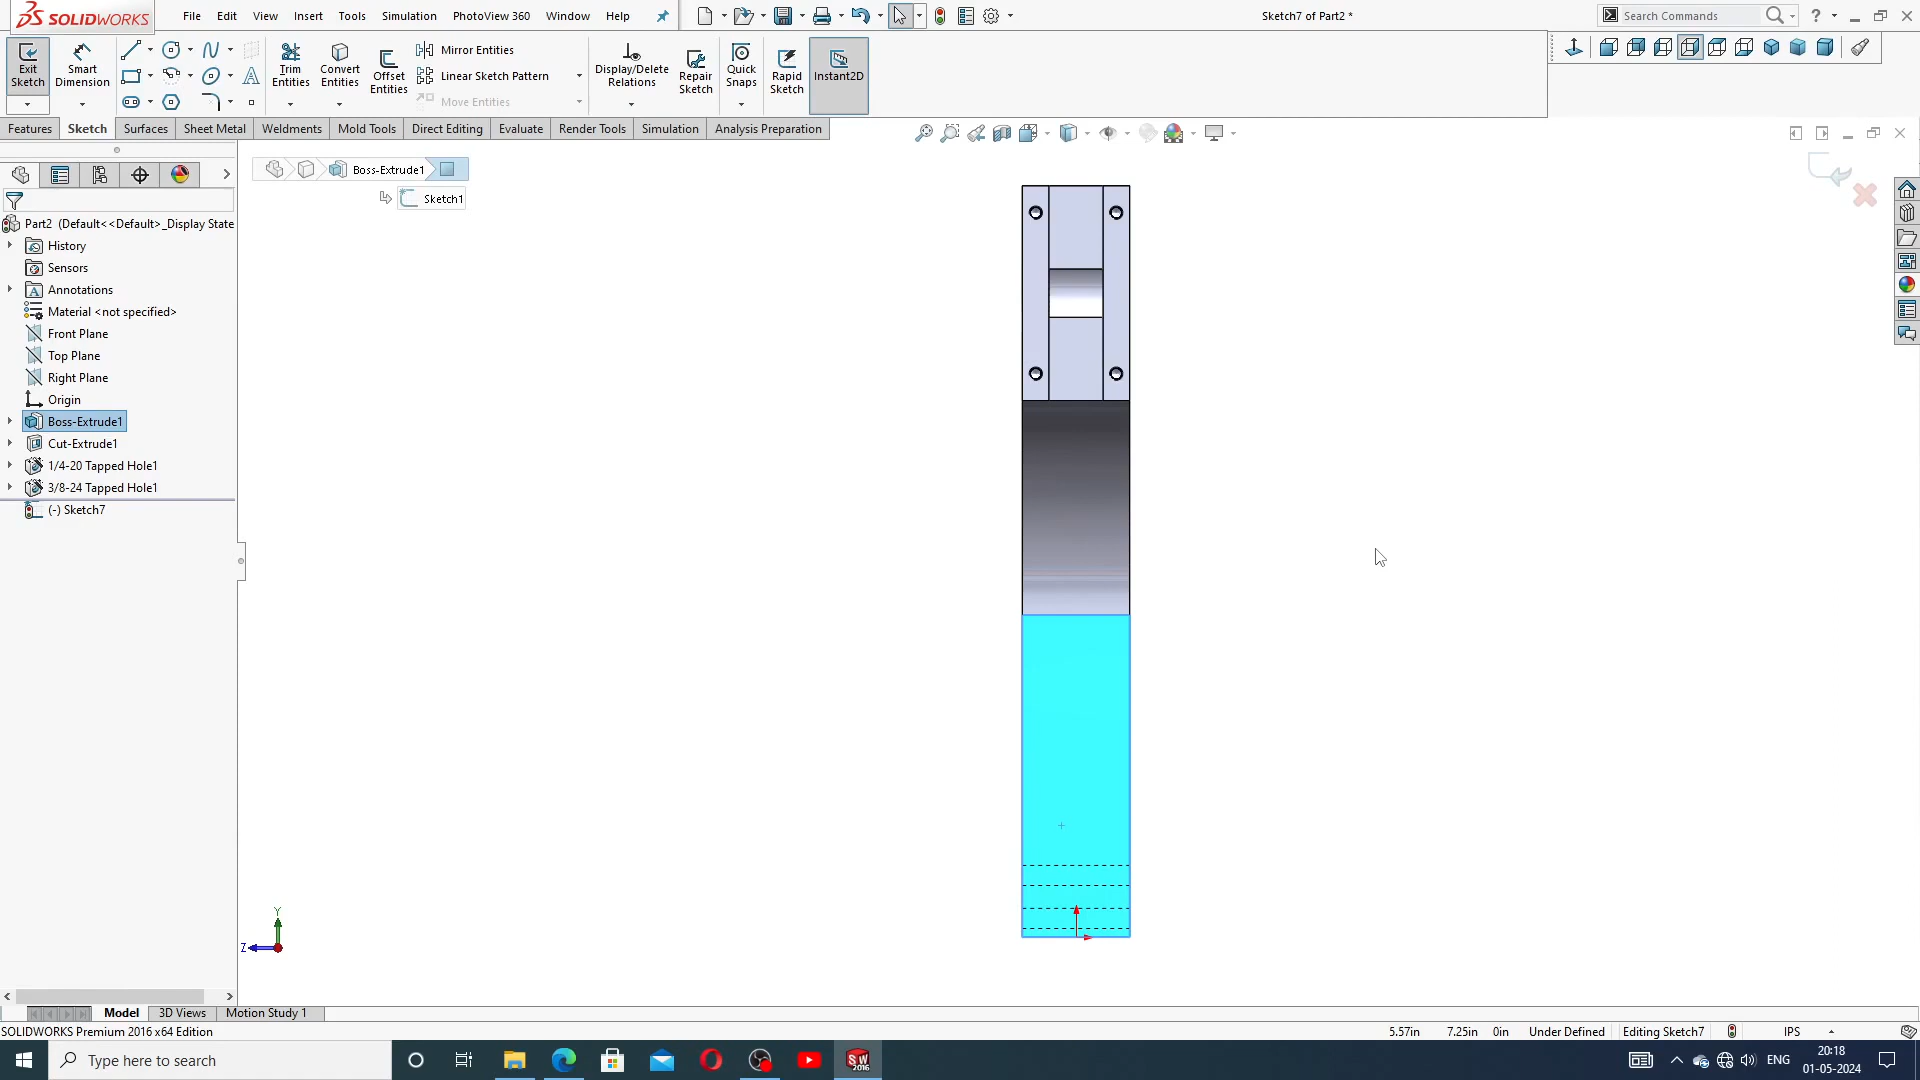 SOLIDWORKS File Edit View Insert Tools Simulation PhotoView 360 Window Help Sketch7 of Part2 * Search Commands ?
Exit Sketch
Smart Dimension
Trim Entities
Convert Entities
Offset Entities
Mirror Entities
Linear Sketch Pattern
Move Entities
Display/Delete Relations
Repair Sketch
Quick Snaps
Rapid Sketch
Instant2D
Features Sketch Surfaces Sheet Metal Weldments Mold Tools Direct Editing Evaluate Render Tools Simulation Analysis Preparation
Boss-Extrude1
Sketch1
Part2 (Default<<Default>_Display State
History
Sensors
Annotations
Material <not specified>
Front Plane
Top Plane
Right Plane
Origin
Boss-Extrude1
Cut-Extrude1
1/4-20 Tapped Hole1
3/8-24 Tapped Hole1
(-) Sketch7
Y
Z
Model 3D Views Motion Study 1
SOLIDWORKS Premium 2016 x64 Edition 5.57in 7.25in 0in Under Defined Editing Sketch7 IPS
Type here to search
SW
2016
ENG
20:18
01-05-2024